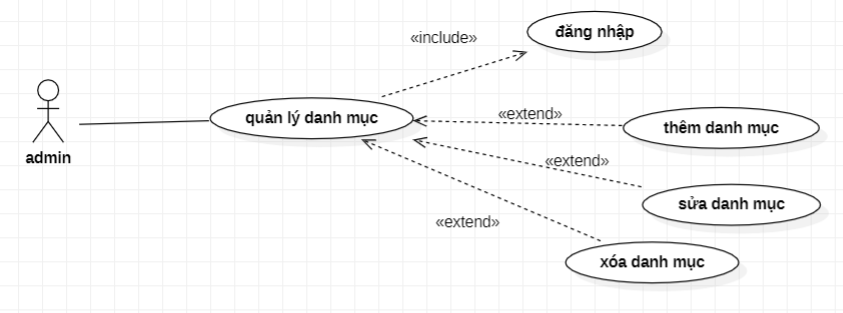 đăng nhập
«include»
quản lý danh mục
«extend»
thêm danh mục
admin
«extend»
sửa danh mục
«extend»
xóa danh mục